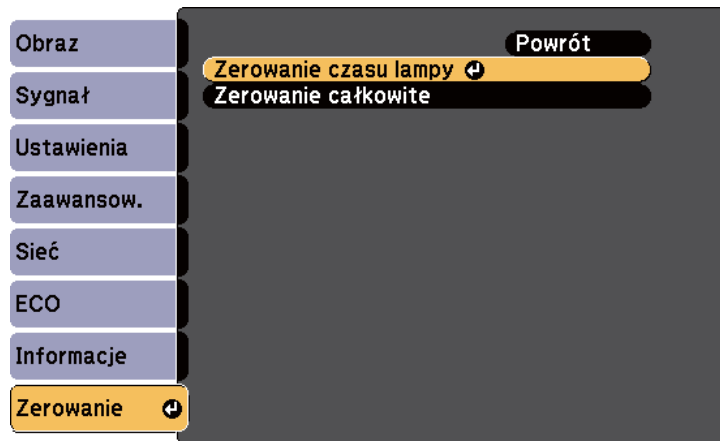 Obraz
Sygnał
Ustawienia
Zaawansow.
Sieć
ECO
Informacje
Zerowanie
Powrót
Zerowanie czasu lampy
Zerowanie całkowite